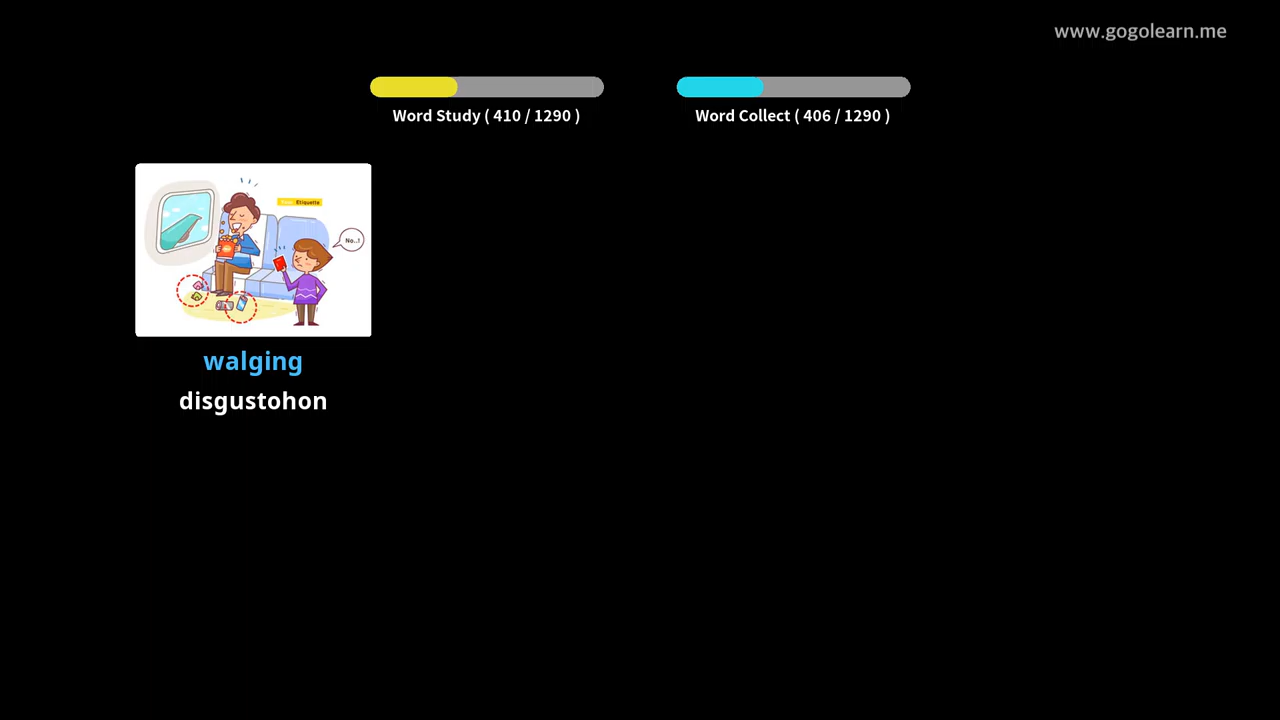 www.gogolearn.me
Word Study ( 410 / 1290 )
Word Collect ( 406 / 1290 )
Etiquette
No..!
walging
disgustohon